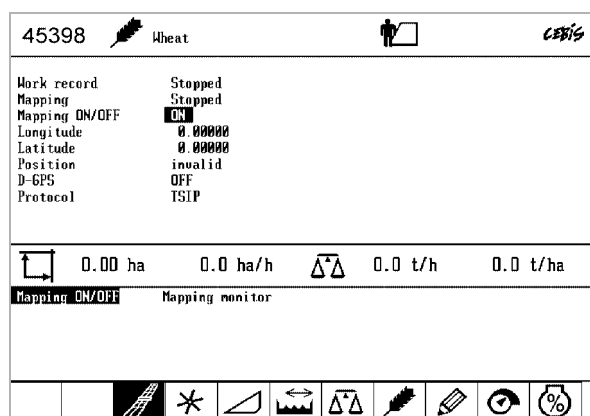 45398 Wheat CEBIS
Work record Stopped
Mapping Stopped
Mapping ON/OFF ON
Longitude 0.00000
Latitude 0.00000
Position invalid
D-GPS OFF
Protocol TSIP
0.00 ha 0.0 ha/h 0.0 t/h 0.0 t/ha
Mapping ON/OFF Mapping monitor
%